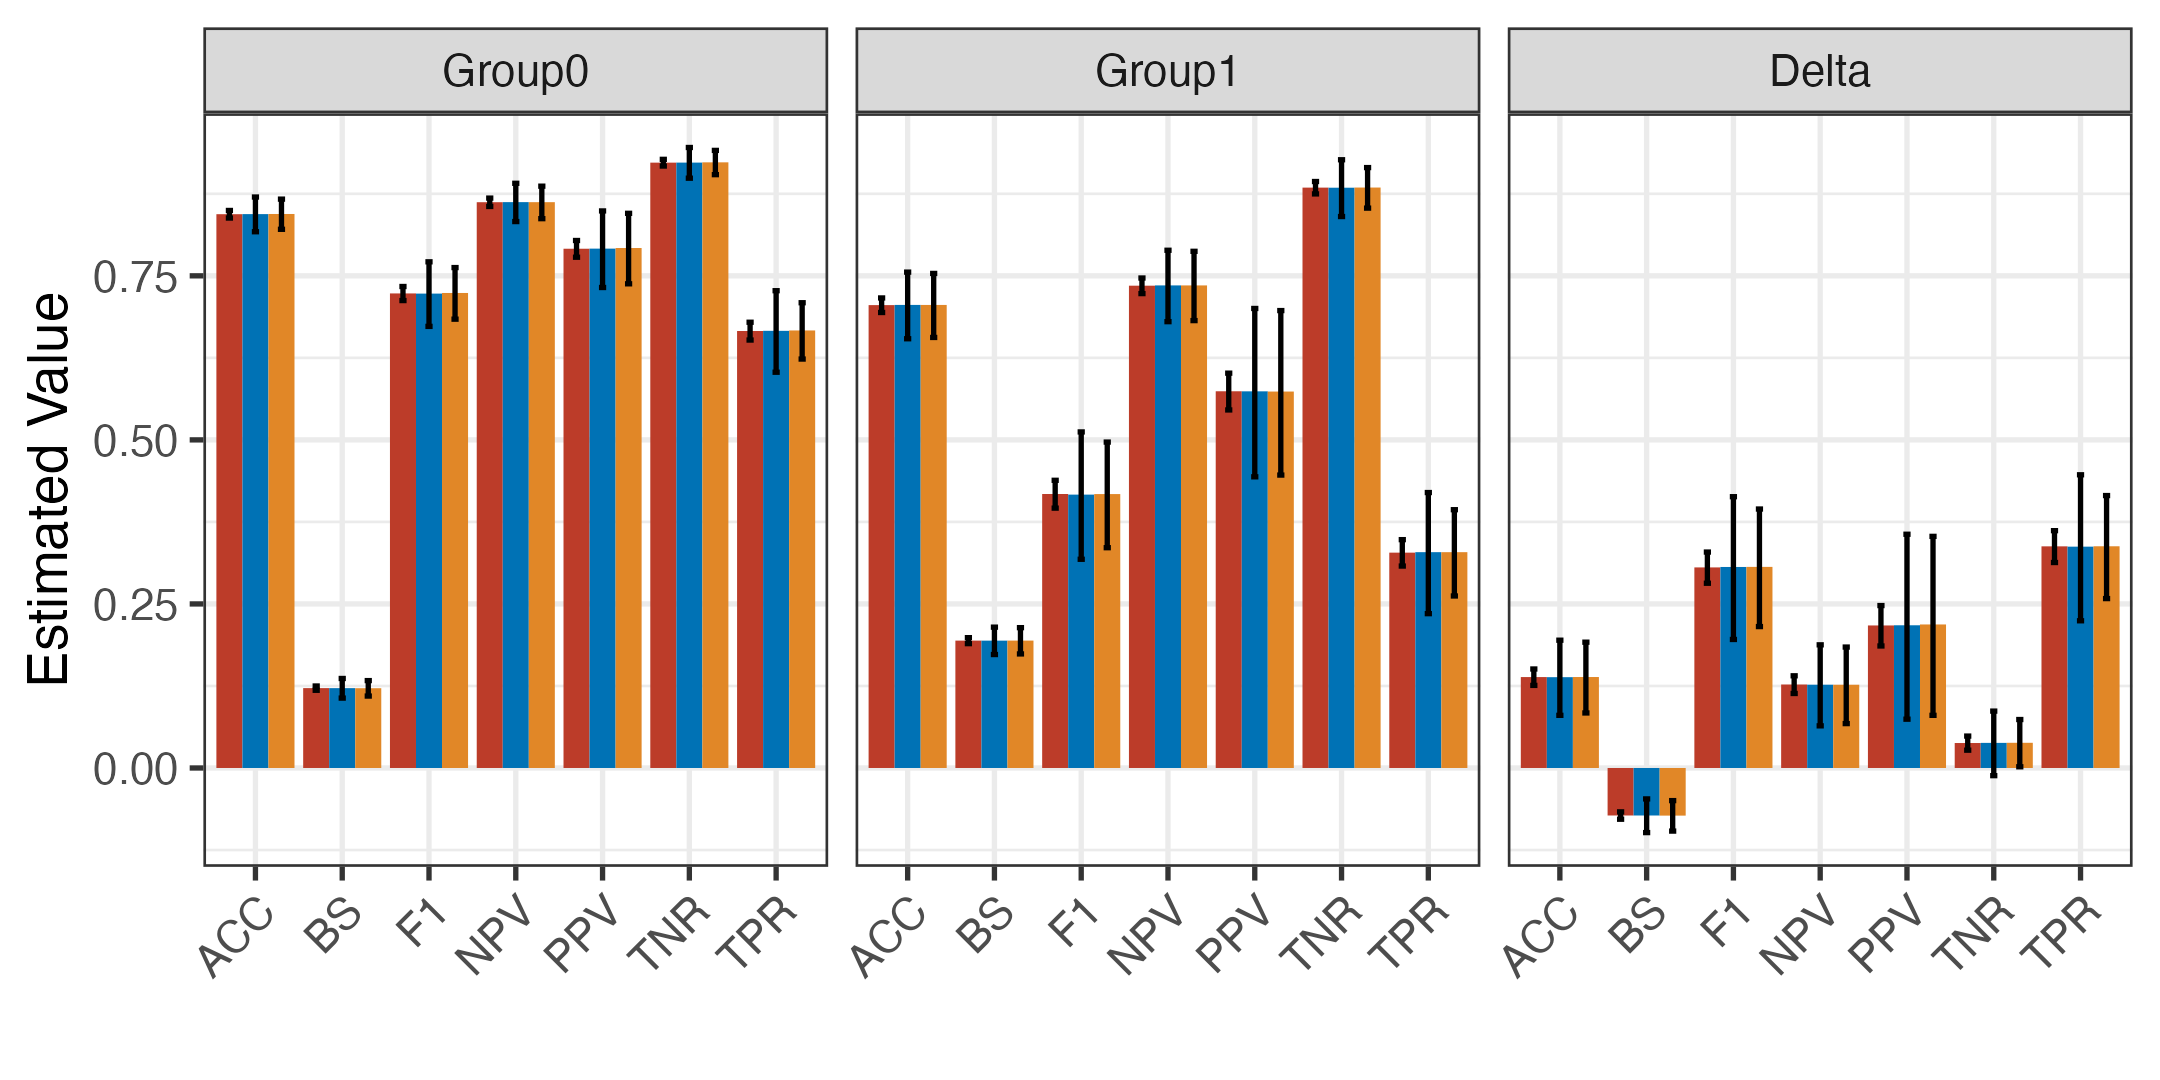 Group0
Group1
Delta
Estimated Value
0.75
0.50
0.25
0.00
ACC
BS
F1
NPV
PPV
TNR
TPR
ACC
BS
F1
NPV
PPV
TNR
TPR
ACC
BS
F1
NPV
PPV
TNR
TPR